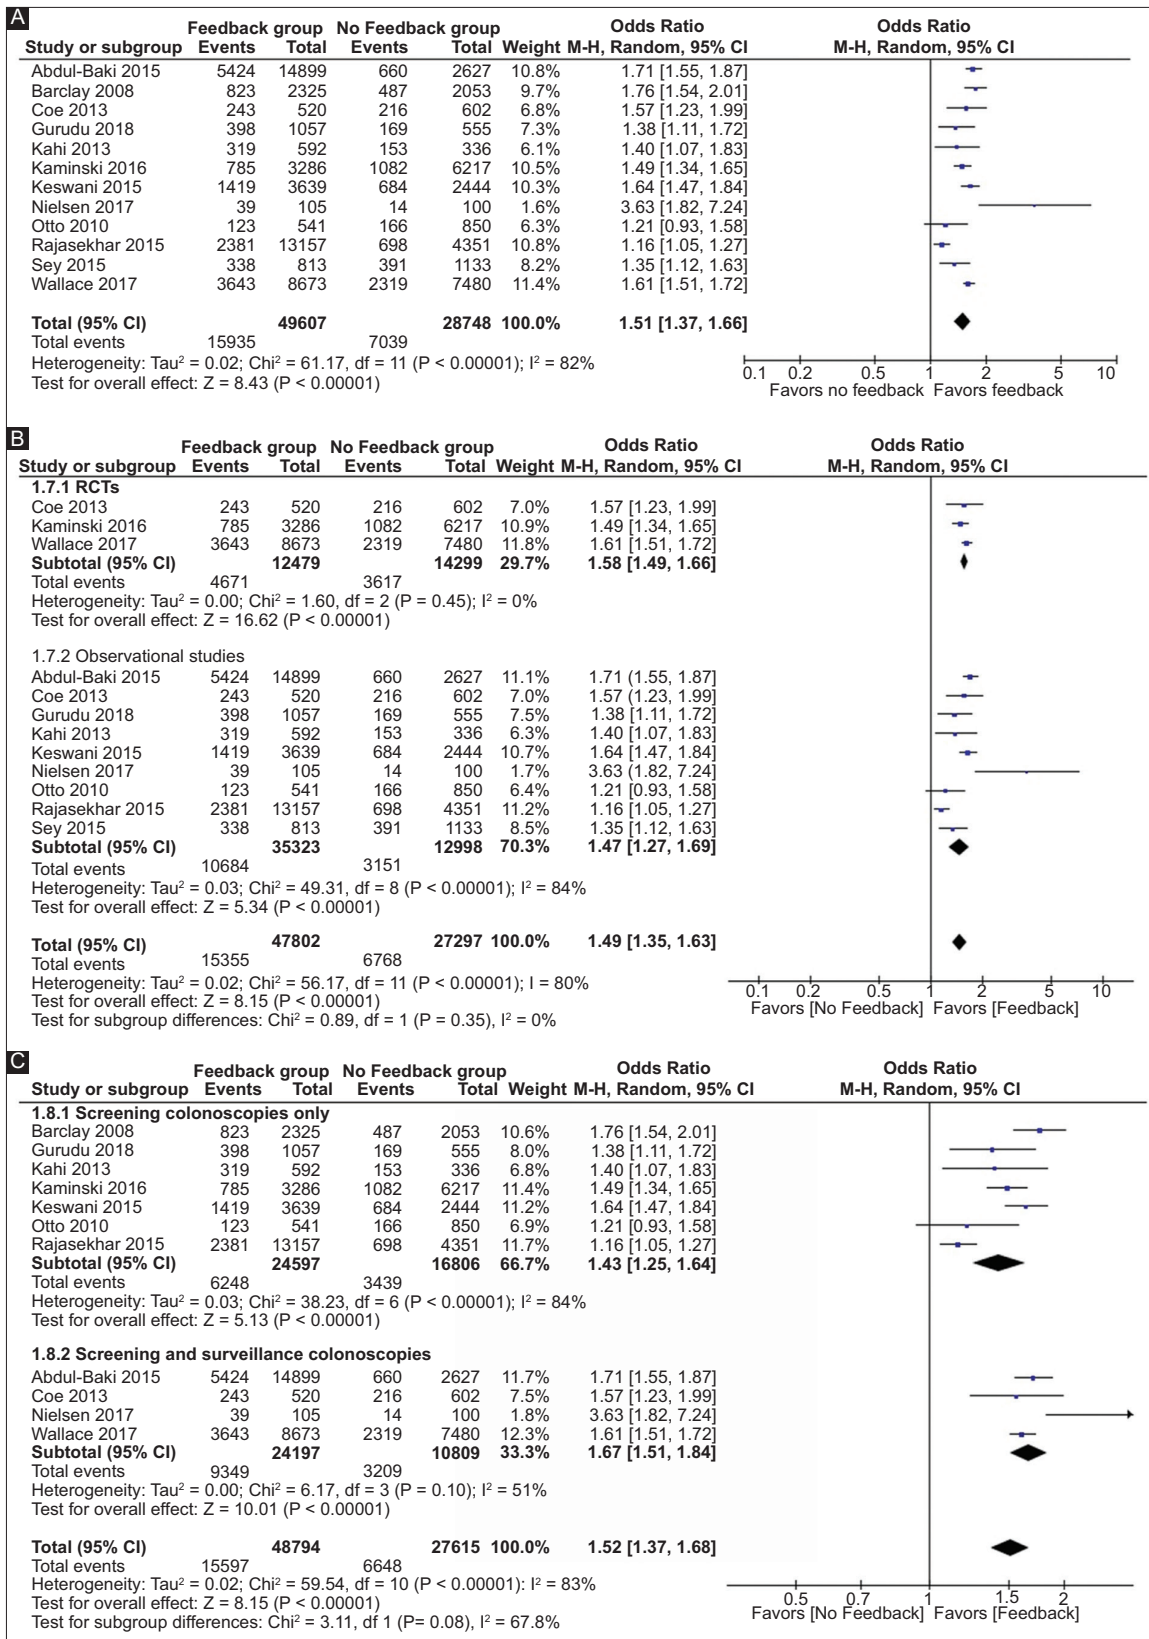 A
Feedback group No Feedback group Odds Ratio Odds Ratio
Study or subgroup Events Total Events Total Weight M-H, Random, 95% CI M-H, Random, 95% CI
Abdul-Baki 2015 5424 14899 660 2627 10.8% 1.71 [1.55, 1.87]
Barclay 2008 823 2325 487 2053 9.7% 1.76 [1.54, 2.01]
Coe 2013 243 520 216 602 6.3% 1.57 [1.23, 1.99]
Gurudu 2018 398 1057 169 555 7.3% 1.38 [1.11, 1.72]
Kahi 2013 319 592 153 336 6.1% 1.40 [1.07, 1.83]
Kaminski 2016 785 3286 1082 6217 10.5% 1.49 [1.34, 1.65]
Keswani 2015 1419 3639 684 2444 10.3% 1.64 [1.47, 1.84]
Nielsen 2017 39 105 14 100 1.6% 3.63 [1.82, 7.24]
Otto 2010 123 541 166 850 6.3% 1.21 [0.93, 1.58]
Rajasekhar 2015 2381 13157 698 4351 10.8% 1.16 [1.05, 1.27]
Sey 2015 338 813 391 1133 8.2% 1.35 [1.12, 1.63]
Wallace 2017 3643 8673 2319 7480 11.4% 1.61 [1.51, 1.72]
Total (95% CI) 49607 28748 100.0% 1.51 [1.37, 1.66]
Total events 15935 7039
Heterogeneity: Tau² = 0.02; Chi² = 61.17, df = 11 (P < 0.00001); I² = 82%
Test for overall effect: Z = 8.43 (P < 0.00001)
0.1 0.2 0.5 1 2 5 10
Favors no feedback Favors feedback
B
Feedback group No Feedback group Odds Ratio Odds Ratio
Study or subgroup Events Total Events Total Weight M-H, Random, 95% CI M-H, Random, 95% CI
1.7.1 RCTs
Coe 2013 243 520 216 602 7.0% 1.57 [1.23, 1.99]
Kaminski 2016 785 3286 1082 6217 10.9% 1.49 [1.34, 1.65]
Wallace 2017 3643 8673 2319 7480 11.8% 1.61 [1.51, 1.72]
Subtotal (95% CI) 12479 14299 29.7% 1.58 [1.49, 1.66]
Total events 4671 3617
Heterogeneity: Tau² = 0.00; Chi² = 1.60, df = 2 (P = 0.45); I² = 0%
Test for overall effect: Z = 16.62 (P < 0.00001)
1.7.2 Observational studies
Abdul-Baki 2015 5424 14899 660 2627 11.1% 1.71 (1.55, 1.87]
Coe 2013 243 520 216 602 7.0% 1.57 (1.23, 1.99]
Gurudu 2018 398 1057 169 555 7.5% 1.38 [1.11, 1.72]
Kahi 2013 319 592 153 336 6.3% 1.40 [1.07, 1.83]
Keswani 2015 1419 3639 684 2444 10.7% 1.64 [1.47, 1.84]
Nielsen 2017 39 105 14 100 1.7% 3.63 (1.82, 7.24]
Otto 2010 123 541 166 850 6.4% 1.21 [0.93, 1.58]
Rajasekhar 2015 2381 13157 698 4351 11.2% 1.16 [1.05, 1.27]
Sey 2015 338 813 391 1133 8.5% 1.35 [1.12, 1.63]
Subtotal (95% CI) 35323 12998 70.3% 1.47 [1.27, 1.69]
Total events 10684 3151
Heterogeneity: Tau² = 0.03; Chi² = 49.31, df = 8 (P < 0.00001); I² = 84%
Test for overall effect: Z = 5.34 (P < 0.00001)
Total (95% CI) 47802 27297 100.0% 1.49 [1.35, 1.63]
Total events 15355 6768
Heterogeneity: Tau² = 0.02; Chi² = 56.17, df = 11 (P < 0.00001); I = 80%
Test for overall effect: Z = 8.15 (P < 0.00001)
Test for subgroup differences: Chi² = 0.89, df = 1 (P = 0.35), I² = 0%
0.1 0.2 0.5 1 2 5 10
Favors [No Feedback] Favors [Feedback]
C
Feedback group No Feedback group Odds Ratio Odds Ratio
Study or subgroup Events Total Events Total Weight M-H, Random, 95% CI M-H, Random, 95% CI
1.8.1 Screening colonoscopies only
Barclay 2008 823 2325 487 2053 10.6% 1.76 [1.54, 2.01]
Gurudu 2018 398 1057 169 555 8.0% 1.38 [1.11, 1.72]
Kahi 2013 319 592 153 336 6.8% 1.40 [1.07, 1.83]
Kaminski 2016 785 3286 1082 6217 11.4% 1.49 [1.34, 1.65]
Keswani 2015 1419 3639 684 2444 11.2% 1.64 [1.47, 1.84]
Otto 2010 123 541 166 850 6.9% 1.21 [0.93, 1.58]
Rajasekhar 2015 2381 13157 698 4351 11.7% 1.16 [1.05, 1.27]
Subtotal (95% CI) 24597 16806 66.7% 1.43 [1.25, 1.64]
Total events 6248 3439
Heterogeneity: Tau² = 0.03; Chi² = 38.23, df = 6 (P < 0.00001); I² = 84%
Test for overall effect: Z = 5.13 (P < 0.00001)
1.8.2 Screening and surveillance colonoscopies
Abdul-Baki 2015 5424 14899 660 2627 11.7% 1.71 [1.55, 1.87]
Coe 2013 243 520 216 602 7.5% 1.57 [1.23, 1.99]
Nielsen 2017 39 105 14 100 1.8% 3.63 [1.82, 7.24]
Wallace 2017 3643 8673 2319 7480 12.3% 1.61 [1.51, 1.72]
Subtotal (95% CI) 24197 10809 33.3% 1.67 [1.51, 1.84]
Total events 9349 3209
Heterogeneity: Tau² = 0.00; Chi² = 6.17, df = 3 (P = 0.10); I² = 51%
Test for overall effect: Z = 10.01 (P < 0.00001)
Total (95% CI) 48794 27615 100.0% 1.52 [1.37, 1.68]
Total events 15597 6648
Heterogeneity: Tau² = 0.02; Chi² = 59.54, df = 10 (P < 0.00001): I² = 83%
Test for overall effect: Z = 8.15 (P < 0.00001)
Test for subgroup differences: Chi² = 3.11, df 1 (P= 0.08), I² = 67.8%
0.5 0.7 1 1.5 2
Favors [No Feedback] Favors [Feedback]